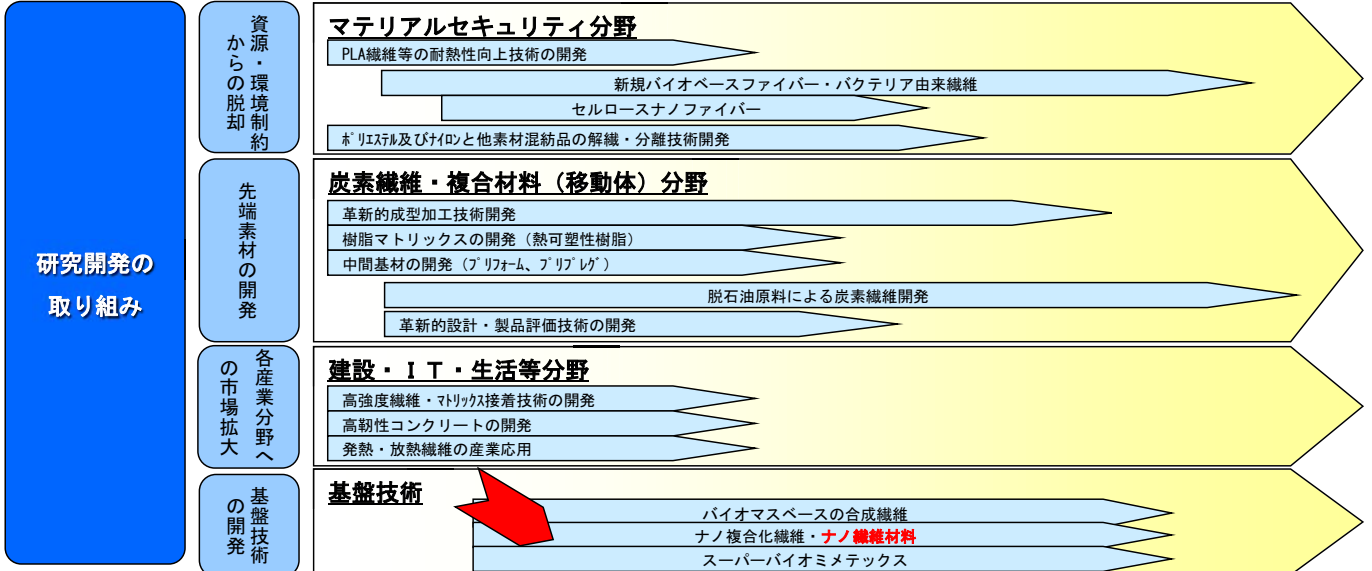 研究開発の
取り組み
資源・環境制約
からの脱却
マテリアルセキュリティ分野
PLA繊維等の耐熱性向上技術の開発
新規バイオベースファイバー・バクテリア由来繊維
セルロースナノファイバー
ﾎﾟﾘｴｽﾃﾙ及びﾅｲﾛﾝと他素材混紡品の解繊・分離技術開発
先端素材の開発
炭素繊維・複合材料（移動体）分野
革新的成型加工技術開発
樹脂マトリックスの開発（熱可塑性樹脂）
中間基材の開発（ﾌﾟﾘﾌｫｰﾑ、ﾌﾟﾘﾌﾟﾚｸﾞ）
脱石油原料による炭素繊維開発
革新的設計・製品評価技術の開発
各産業分野へ
の市場拡大
建設・ＩＴ・生活等分野
高強度繊維・ﾏﾄﾘｯｸｽ接着技術の開発
高靭性コンクリートの開発
発熱・放熱繊維の産業応用
基盤技術
の開発
基盤技術
バイオマスベースの合成繊維
ナノ複合化繊維・ナノ繊維材料
スーパーバイオミメテックス